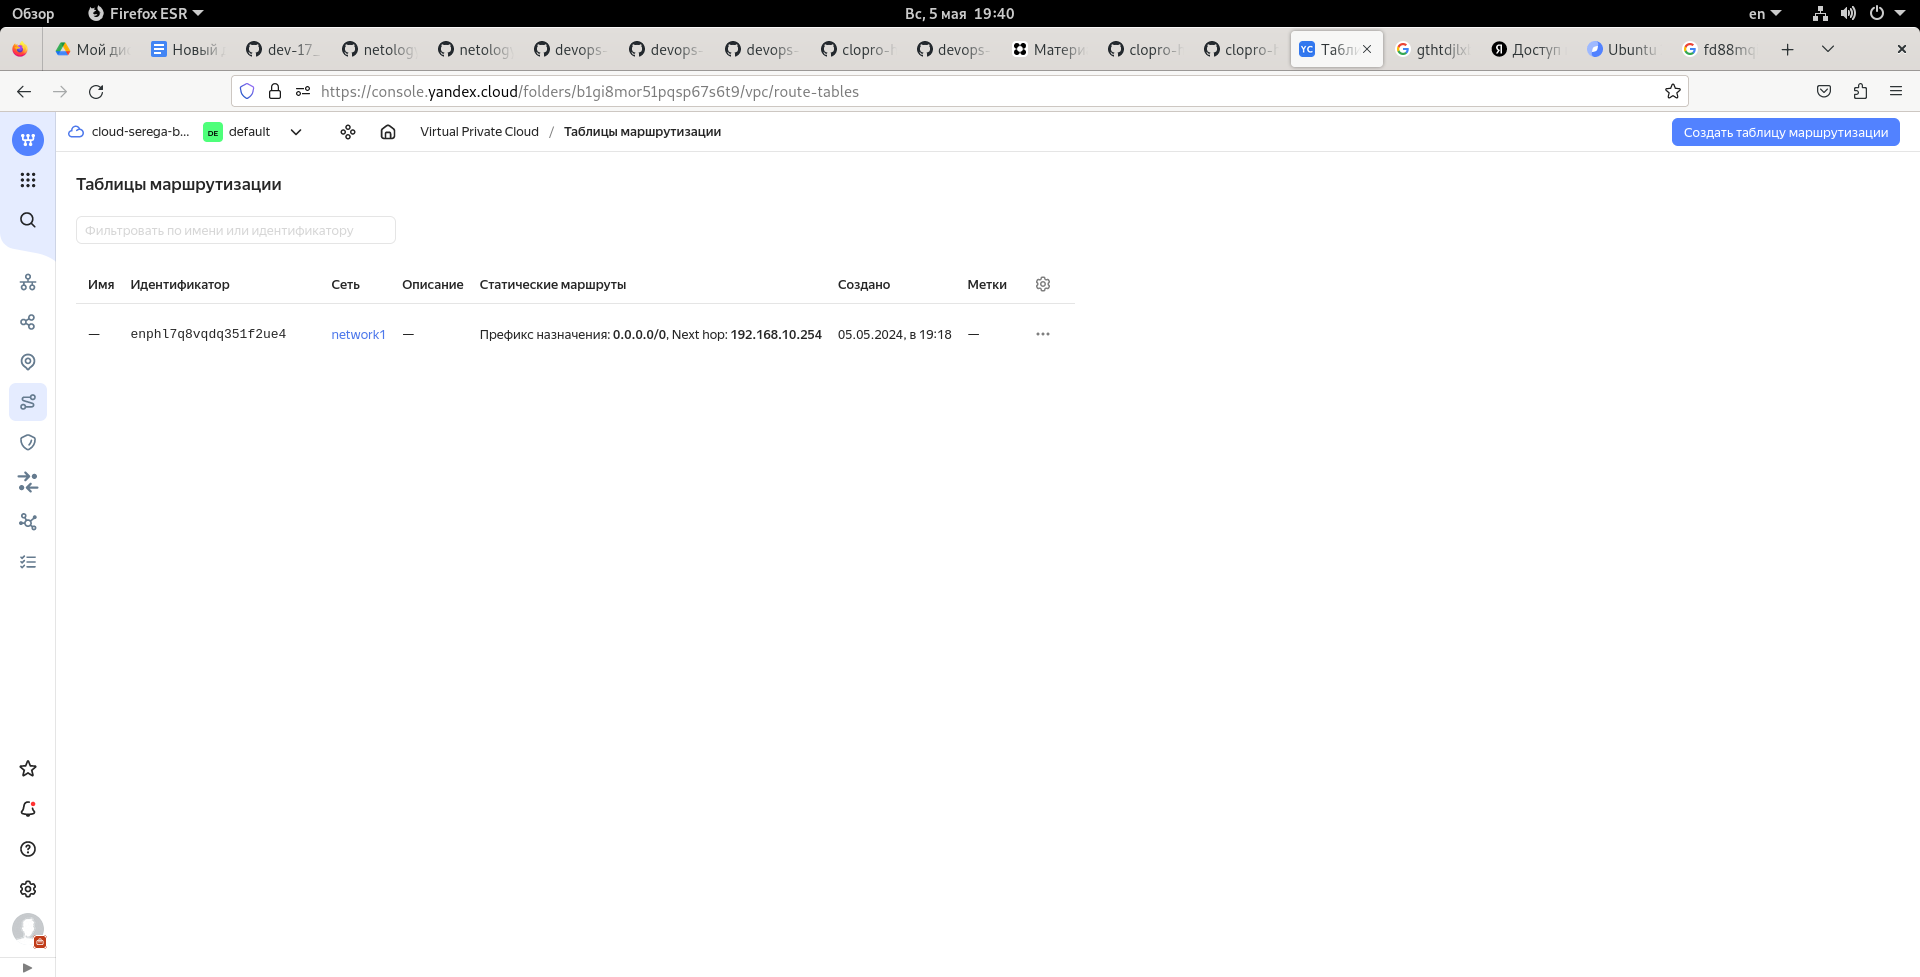 Обзор Firefox ESR Вс, 5 мая 19:40 en
Мой ди Новый dev-17_ netology netology devops- devops- devops- clopro-h devops- Матери clopro-h clopro-h Табл gthtdjlxi Доступ Ubuntu fd88mq
https://console.yandex.cloud/folders/b1gi8mor51pqsp67s6t9/vpc/route-tables
cloud-serega-b... DE default Virtual Private Cloud / Таблицы маршрутизации Создать таблицу маршрутизации
Таблицы маршрутизации
Фильтровать по имени или идентификатору
Имя Идентификатор Сеть Описание Статические маршруты Создано Метки
— enphl7q8vqdq351f2ue4 network1 — Префикс назначения: 0.0.0.0/0, Next hop: 192.168.10.254 05.05.2024, в 19:18 —